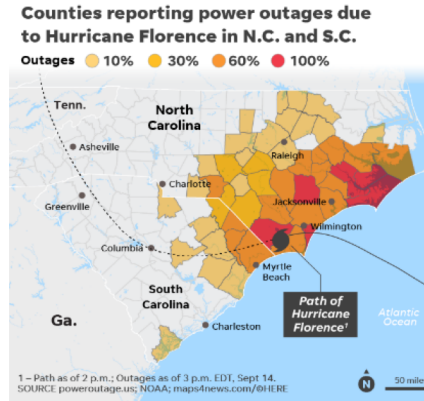 Counties reporting power outages due
to Hurricane Florence in N.C. and S.C.
Outages 10% 30% 60% 100%
Tenn.
North
Carolina
Asheville
Raleigh
Charlotte
Greenville
Jacksonville
Wilmington
Columbia
Myrtle
Beach
South
Carolina
Path of
Hurricane
Florence¹
Atlantic
Ocean
Ga.
Charleston
1 – Path as of 2 p.m.; Outages as of 3 p.m. EDT, Sept 14.
SOURCE poweroutage.us; NOAA; maps4news.com/©HERE
N
50 miles